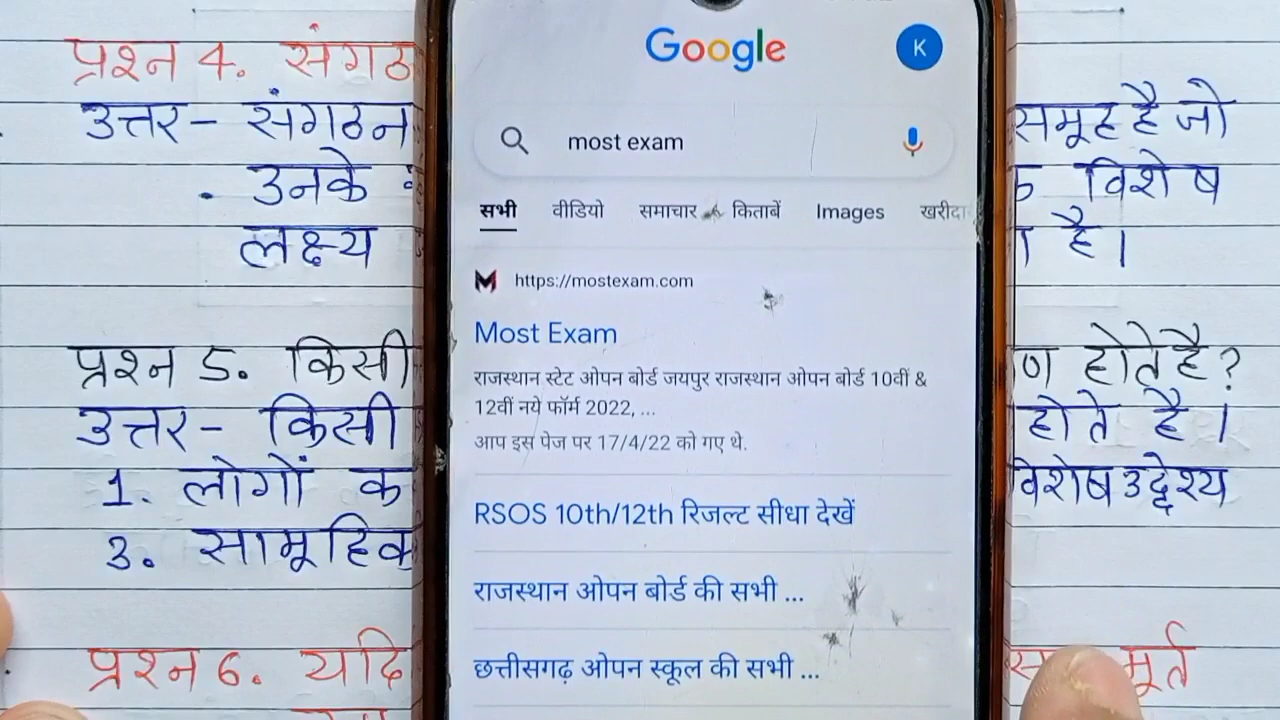 प्रश्न 4. संगठ
उत्तर- संगठन
समूह है जो
उनके
विशेष
लक्ष्य
है।
प्रश्न 5. किसी
ण होते है?
उत्तर- किसी
होते है।
1. लोगों क
विशेष उद्देश्य
3. सामूहिक
प्रश्न 6. यदि
मूर्त
Google
K
most exam
सभी वीडियो समाचार किताबें Images खरीदा
M https://mostexam.com
Most Exam
राजस्थान स्टेट ओपन बोर्ड जयपुर राजस्थान ओपन बोर्ड 10वीं &
12वीं नये फॉर्म 2022, ...
आप इस पेज पर 17/4/22 को गए थे.
RSOS 10th/12th रिजल्ट सीधा देखें
राजस्थान ओपन बोर्ड की सभी ...
छत्तीसगढ़ ओपन स्कूल की सभी ...